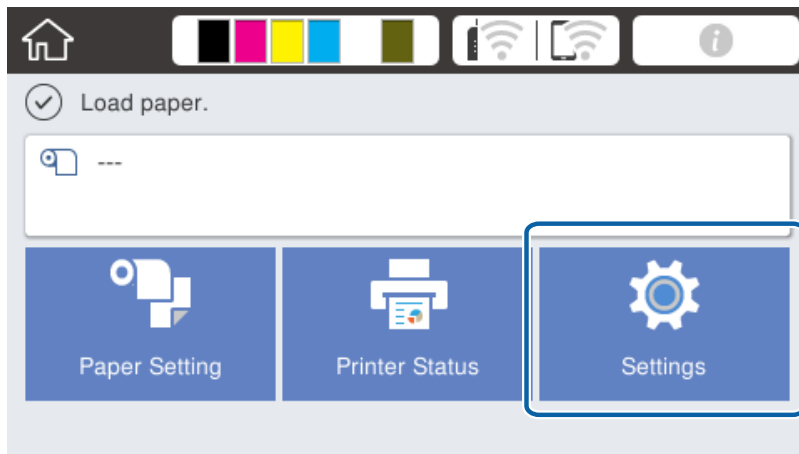 i
Load paper.
---
Paper Setting
Printer Status
Settings